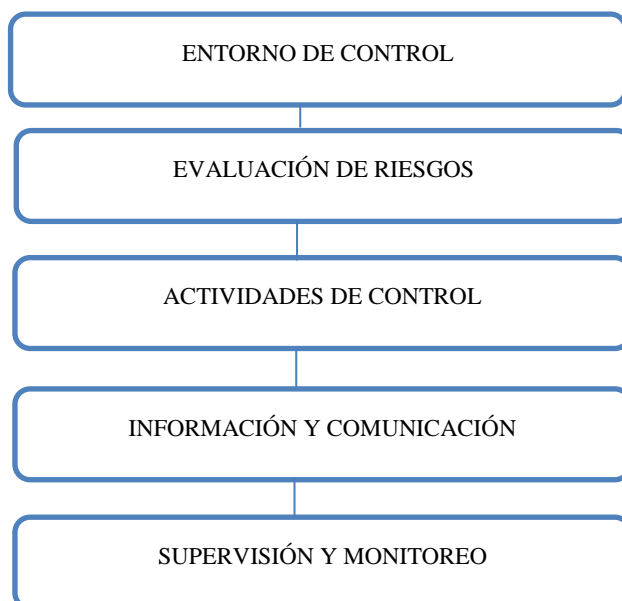 ENTORNO DE CONTROL
EVALUACIÓN DE RIESGOS
ACTIVIDADES DE CONTROL
INFORMACIÓN Y COMUNICACIÓN
SUPERVISIÓN Y MONITOREO